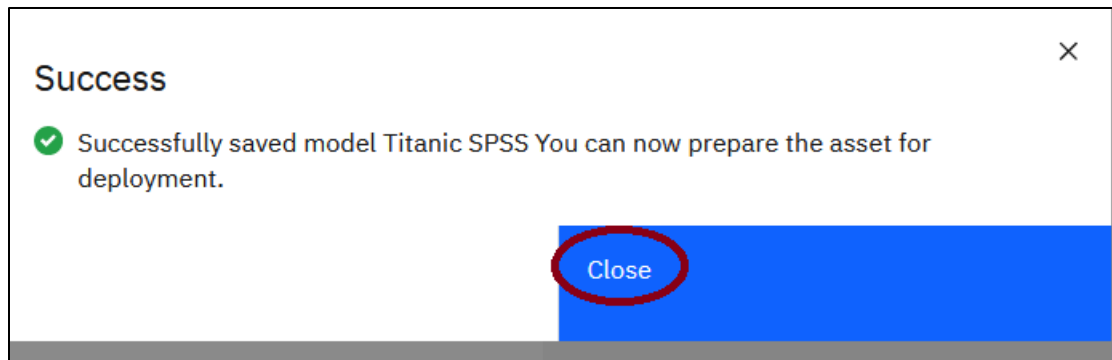 Success
Successfully saved model Titanic SPSS You can now prepare the asset for
deployment.
Close